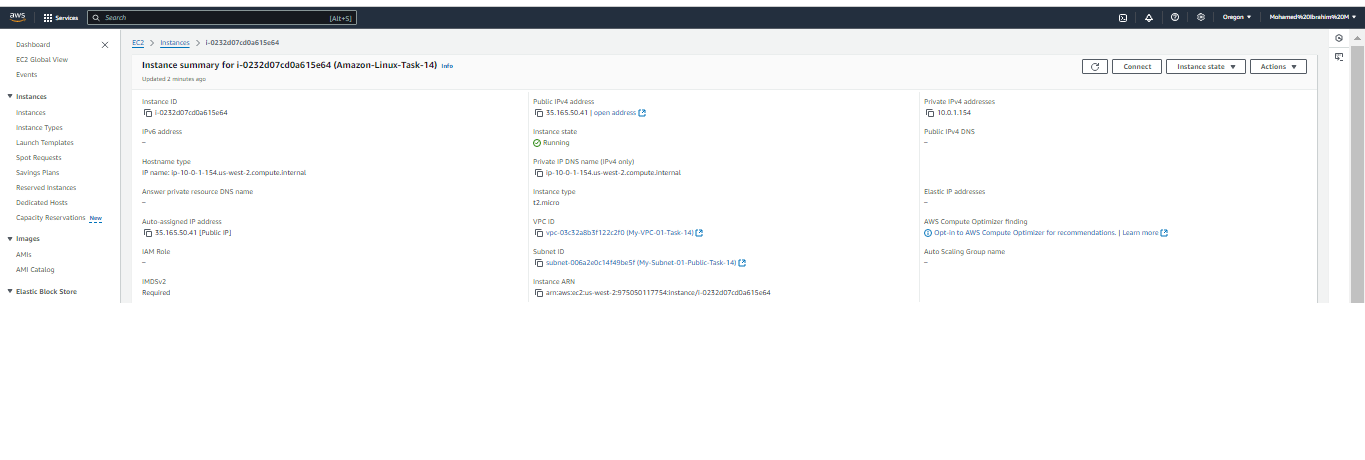 aws Services Search [Alt+S] Oregon Mohamed%20Ibrahim%20M
Dashboard
EC2 Global View
Events
Instances
Instances
Instance Types
Launch Templates
Spot Requests
Savings Plans
Reserved Instances
Dedicated Hosts
Capacity Reservations New
Images
AMIs
AMI Catalog
Elastic Block Store
EC2 > Instances > i-0232d07cd0a615e64
Instance summary for i-0232d07cd0a615e64 (Amazon-Linux-Task-14) Info
Updated 2 minutes ago
Connect Instance state Actions
Instance ID
i-0232d07cd0a615e64
Public IPv4 address
35.165.50.41 | open address
Private IPv4 addresses
10.0.1.154
IPv6 address
–
Instance state
Running
Public IPv4 DNS
–
Hostname type
IP name: ip-10-0-1-154.us-west-2.compute.internal
Private IP DNS name (IPv4 only)
ip-10-0-1-154.us-west-2.compute.internal
Answer private resource DNS name
–
Instance type
t2.micro
Elastic IP addresses
–
Auto-assigned IP address
35.165.50.41 [Public IP]
VPC ID
vpc-03c32a8b3f122c2f0 (My-VPC-01-Task-14)
AWS Compute Optimizer finding
Opt-in to AWS Compute Optimizer for recommendations. | Learn more
IAM Role
–
Subnet ID
subnet-006a2e0c14f49be5f (My-Subnet-01-Public-Task-14)
Auto Scaling Group name
–
IMDSv2
Required
Instance ARN
arn:aws:ec2:us-west-2:975050117754:instance/i-0232d07cd0a615e64